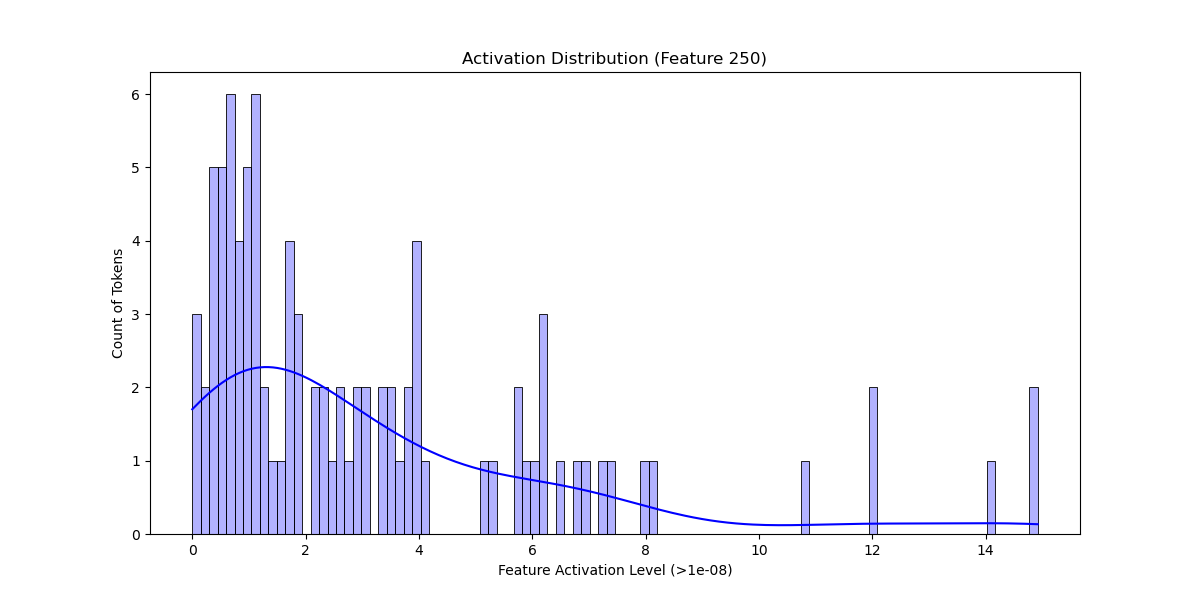 Activation Distribution (Feature 250)
6
5
4
3
2
1
0
Count of Tokens
0 2 4 6 8 10 12 14
Feature Activation Level (>1e-08)